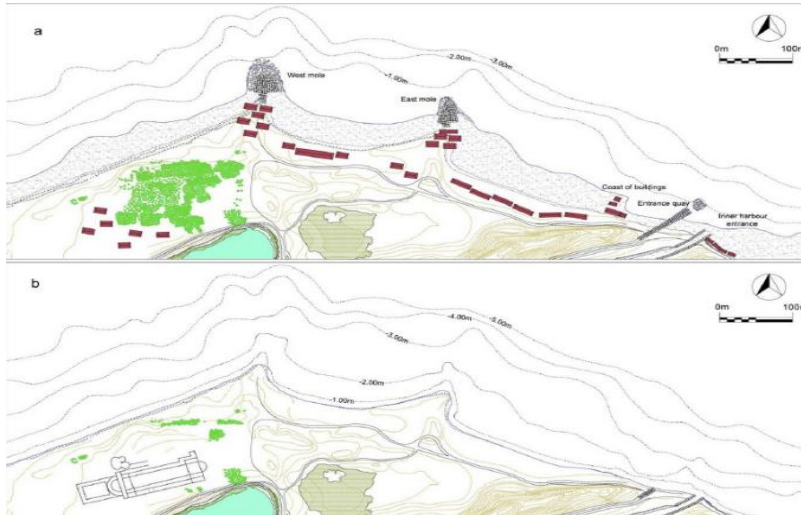 a
-2.00m
-3.00m
-1.00m
0m 100m
West mole
East mole
Coast of buildings
Entrance quay
Inner harbour
entrance
b
-4.00m
-5.00m
-3.00m
0m 100m
-2.00m
-1.00m